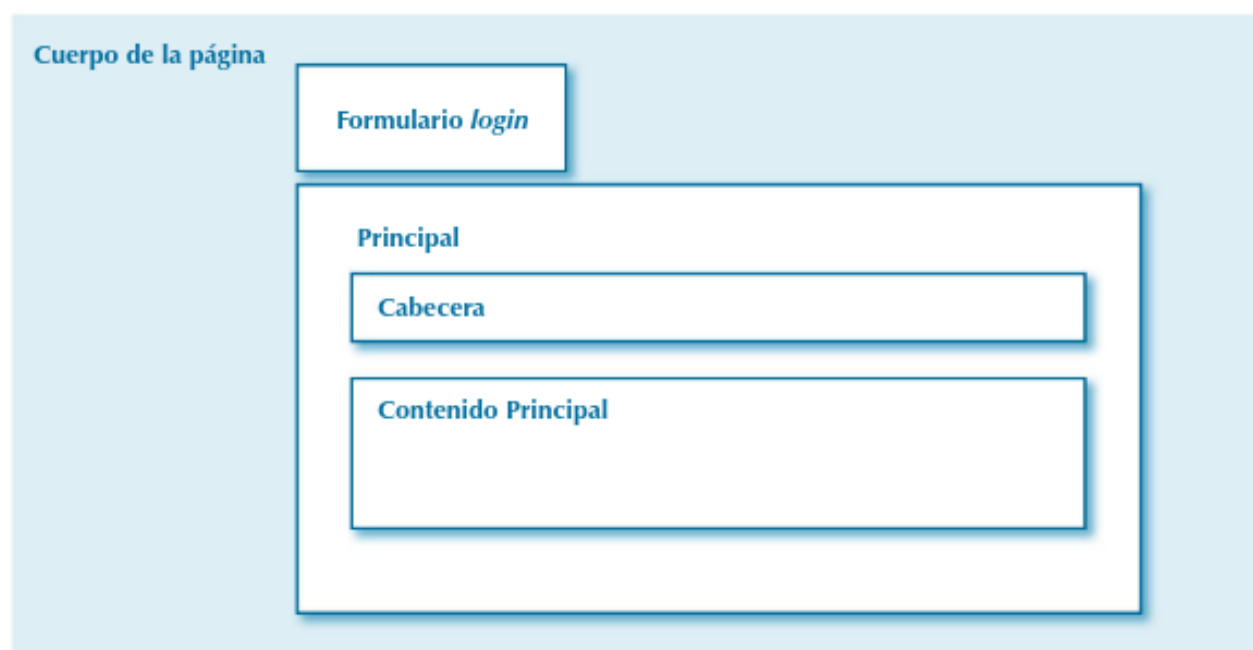 Cuerpo de la página
Formulario login
Principal
Cabecera
Contenido Principal